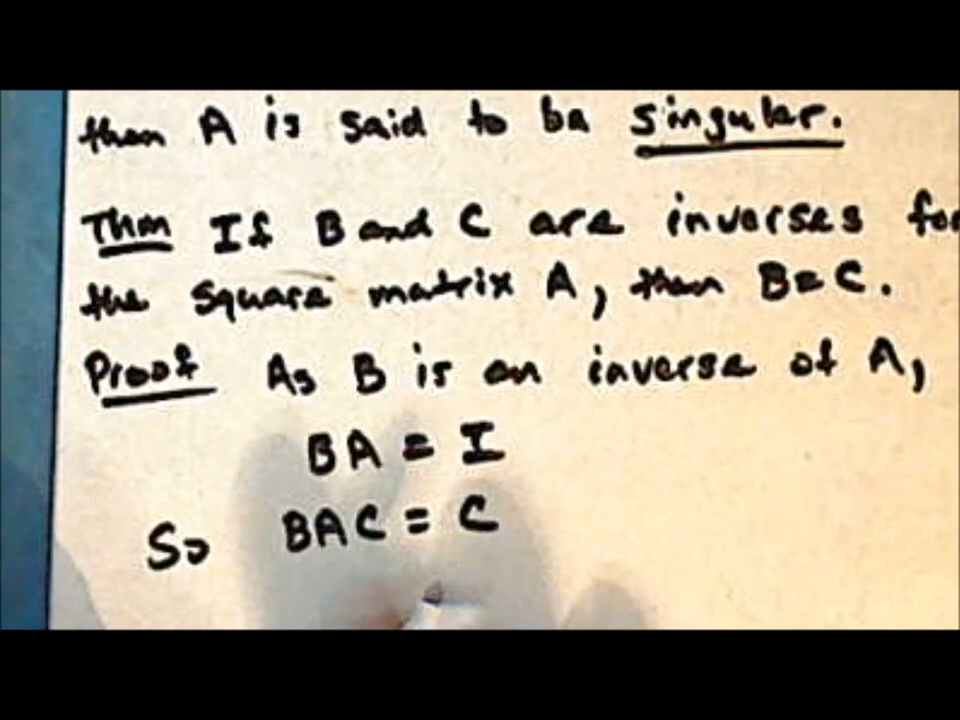 then A is said to be singular.
Thm If B and C are inverses for
the square matrix A, then B = C.
Proof As B is an inverse of A,
BA = I
So BAC = C